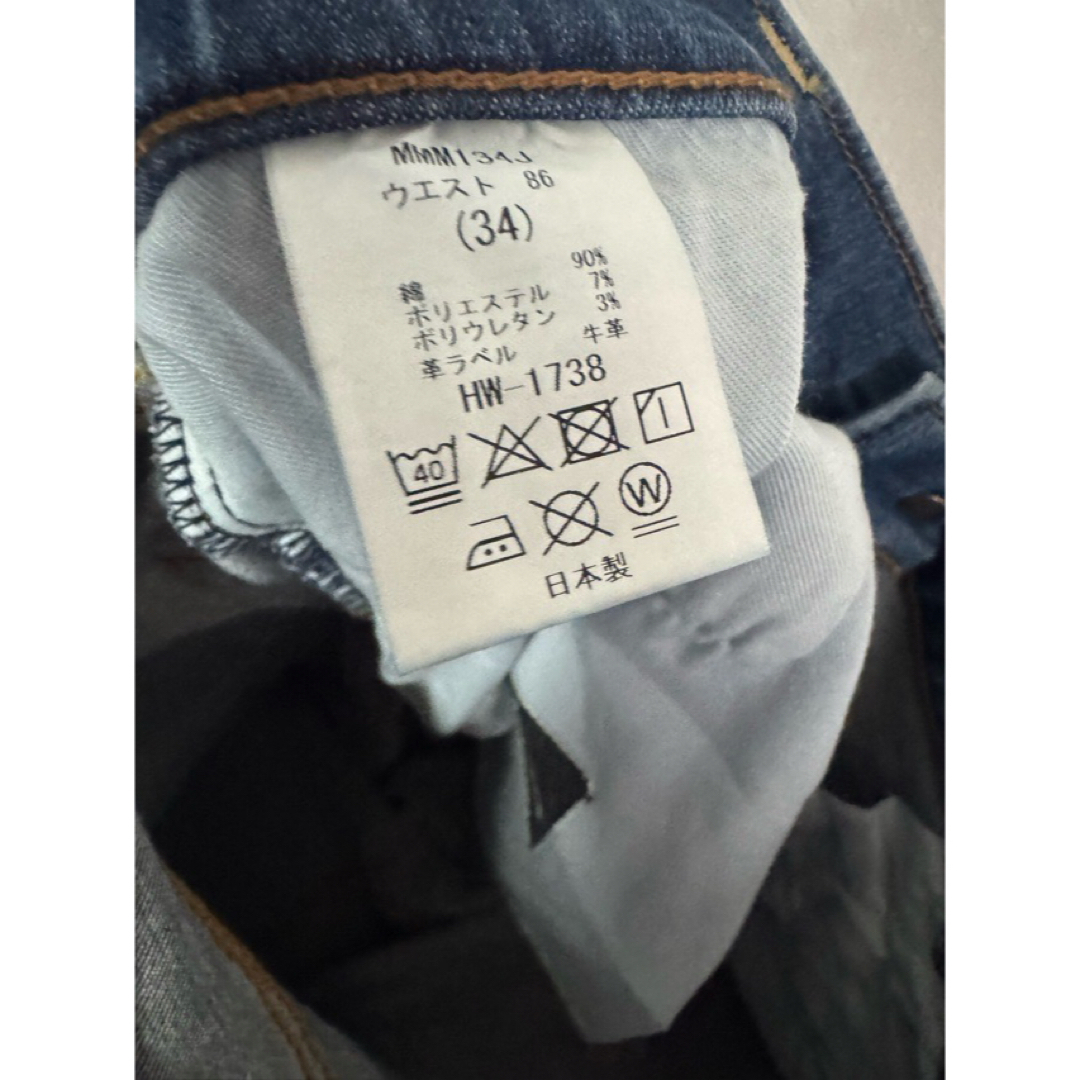 MMM134J
ウエスト 86
(34)
綿 90%
ポリエステル 7%
ポリウレタン 3%
革ラベル 牛革
HW-1738
40
W
日本製